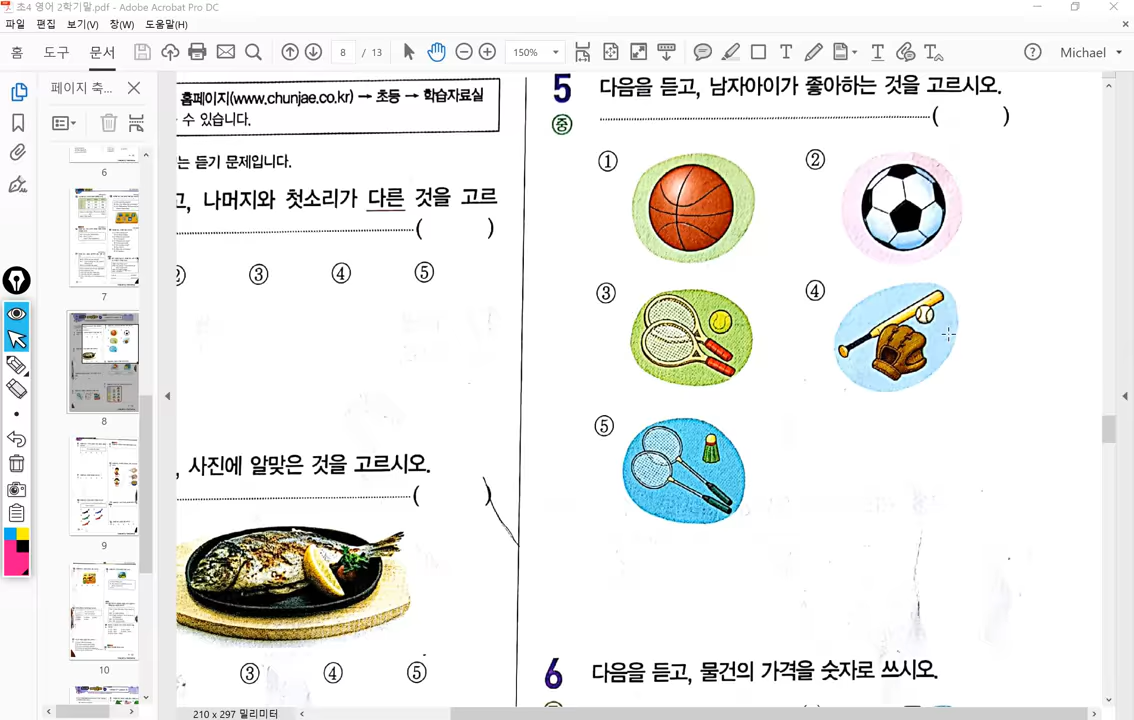 초4 영어 2학기말.pdf - Adobe Acrobat Pro DC
파일 편집 보기(V) 창(W) 도움말(H)
홈 도구 문서 8 / 13 150% Michael
페이지 축...
6
7
8
9
10
홈페이지(www.chunjae.co.kr) → 초등 → 학습자료실
수 있습니다.
는 듣기 문제입니다.
고, 나머지와 첫소리가 다른 것을 고르
( )
② ③ ④ ⑤
, 사진에 알맞은 것을 고르시오.
( )
③ ④ ⑤
5 다음을 듣고, 남자아이가 좋아하는 것을 고르시오.
중 ( )
① ②
③ ④
⑤
6 다음을 듣고, 물건의 가격을 숫자로 쓰시오.
210 x 297 밀리미터